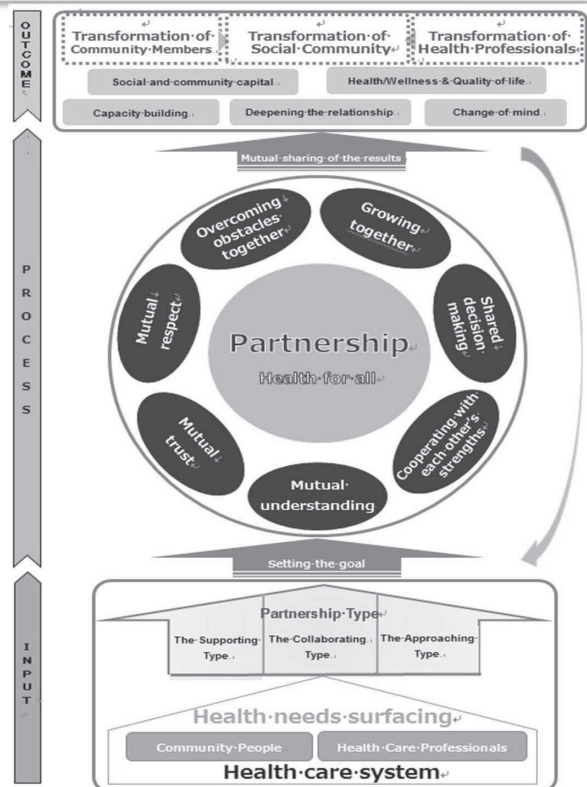 OUTCOME
Transformation of
Community Members
Transformation of
Social Community
Transformation of
Health Professionals
Social and community capital
Health/Wellness & Quality of life
Capacity building
Deepening the relationship
Change of mind
Mutual sharing of the results
PROCESS
Overcoming
obstacles
together
Growing
together
Mutual
respect
Shared
decision
making
Partnership
Health for all
Mutual
trust
Cooperating with
each other's
strengths
Mutual
understanding
Setting the goal
INPUT
Partnership Type
The Supporting
Type
The Collaborating
Type
The Approaching
Type
Health needs surfacing
Community People
Health Care Professionals
Health care system